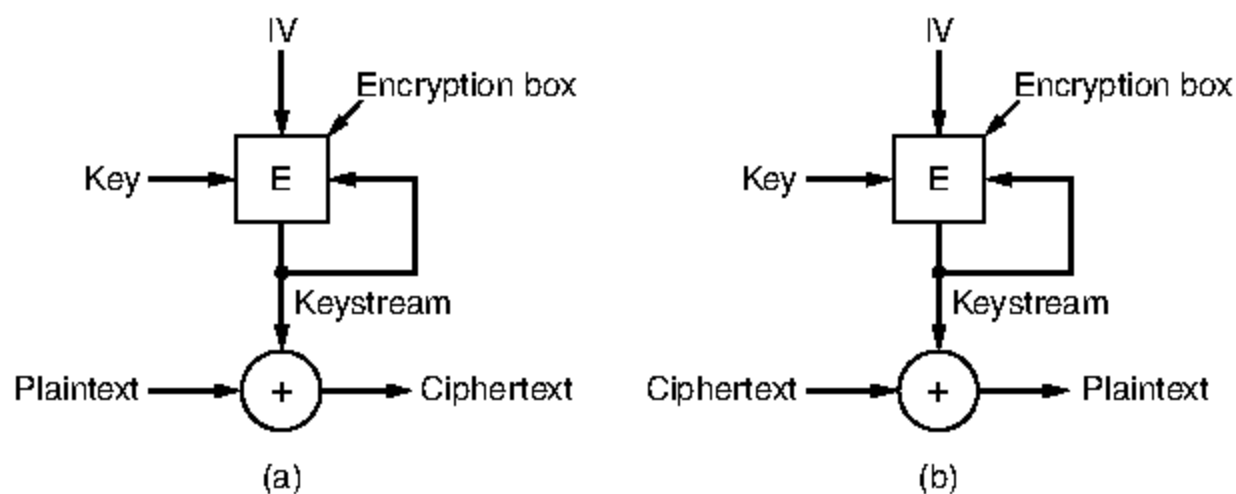 IV
Encryption box
Key
E
Keystream
Plaintext
+
Ciphertext
(a)
IV
Encryption box
Key
E
Keystream
Ciphertext
+
Plaintext
(b)